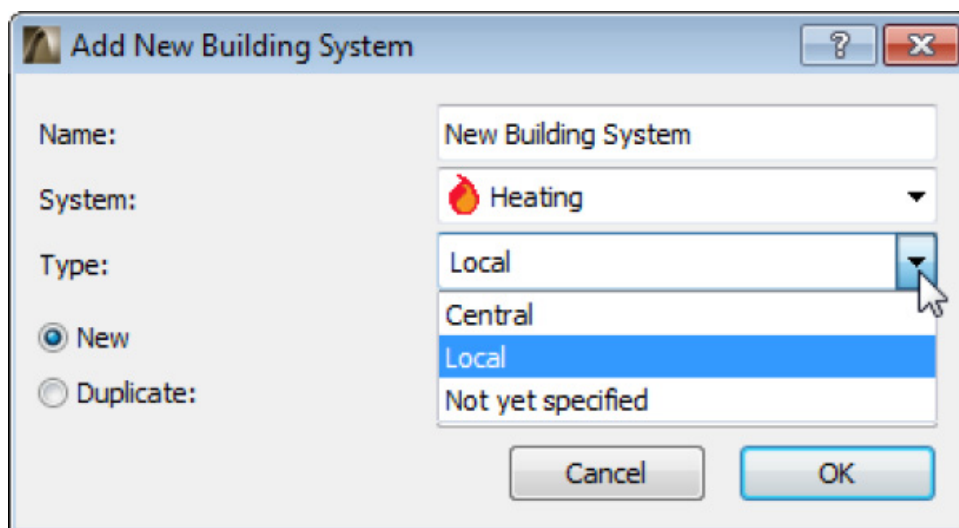 Add New Building System
Name: New Building System
System: Heating
Type: Local
Central
New
Local
Duplicate: Not yet specified
Cancel OK